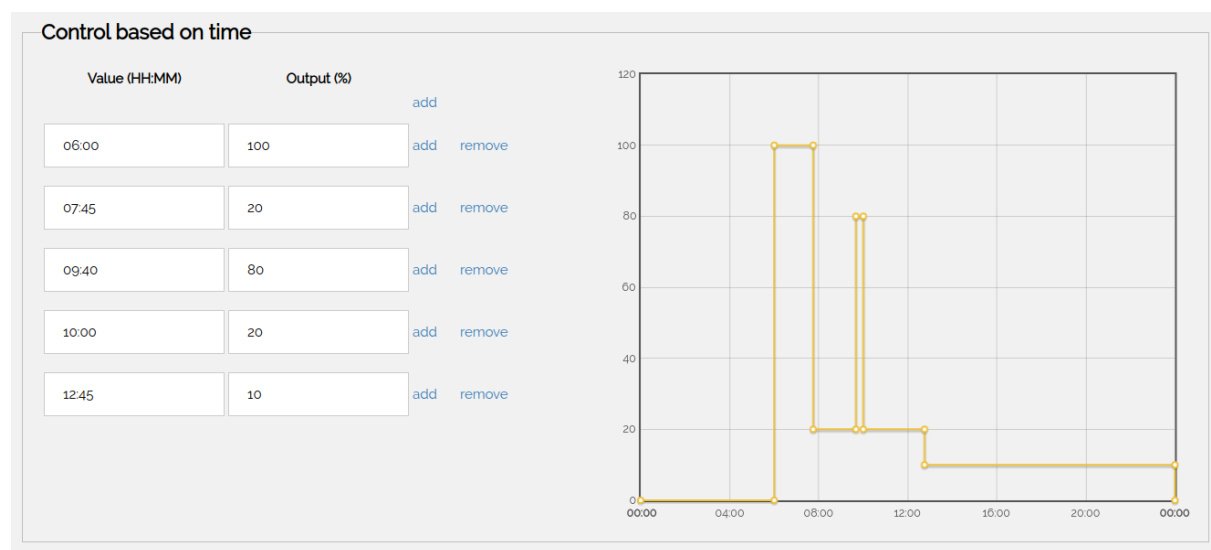 Control based on time
Value (HH:MM) Output (%)
add
06:00 100 add remove
07:45 20 add remove
09:40 80 add remove
10:00 20 add remove
12:45 10 add remove
120
100
80
60
40
20
0
00:00 04:00 08:00 12:00 16:00 20:00 00:00